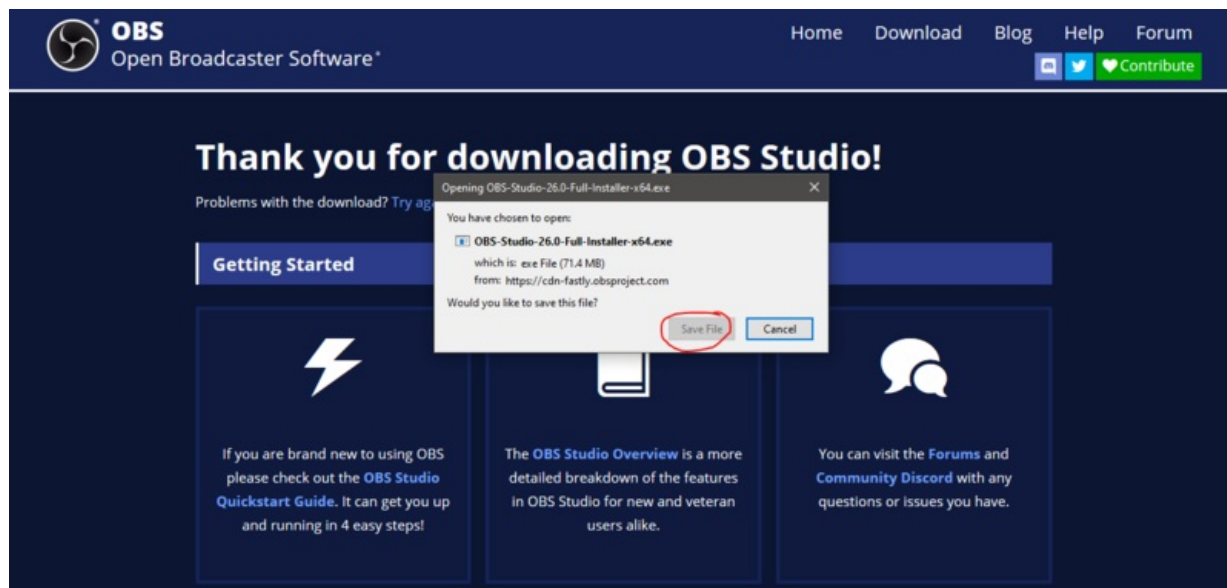 OBS
Open Broadcaster Software®
Home Download Blog Help Forum
Contribute
Thank you for downloading OBS Studio!
Problems with the download? Try aga
Opening OBS-Studio-26.0-Full-Installer-x64.exe
You have chosen to open:
OBS-Studio-26.0-Full-Installer-x64.exe
which is: exe File (71.4 MB)
from: https://cdn-fastly.obsproject.com
Would you like to save this file?
Save File Cancel
Getting Started
If you are brand new to using OBS
please check out the OBS Studio
Quickstart Guide. It can get you up
and running in 4 easy steps!
The OBS Studio Overview is a more
detailed breakdown of the features
in OBS Studio for new and veteran
users alike.
You can visit the Forums and
Community Discord with any
questions or issues you have.